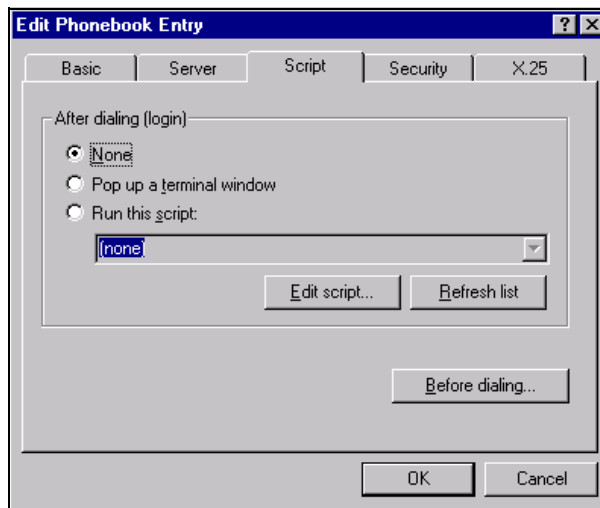 Edit Phonebook Entry
Basic Server Script Security X.25
After dialing (login)
None
Pop up a terminal window
Run this script:
(none)
Edit script... Refresh list
Before dialing...
OK Cancel